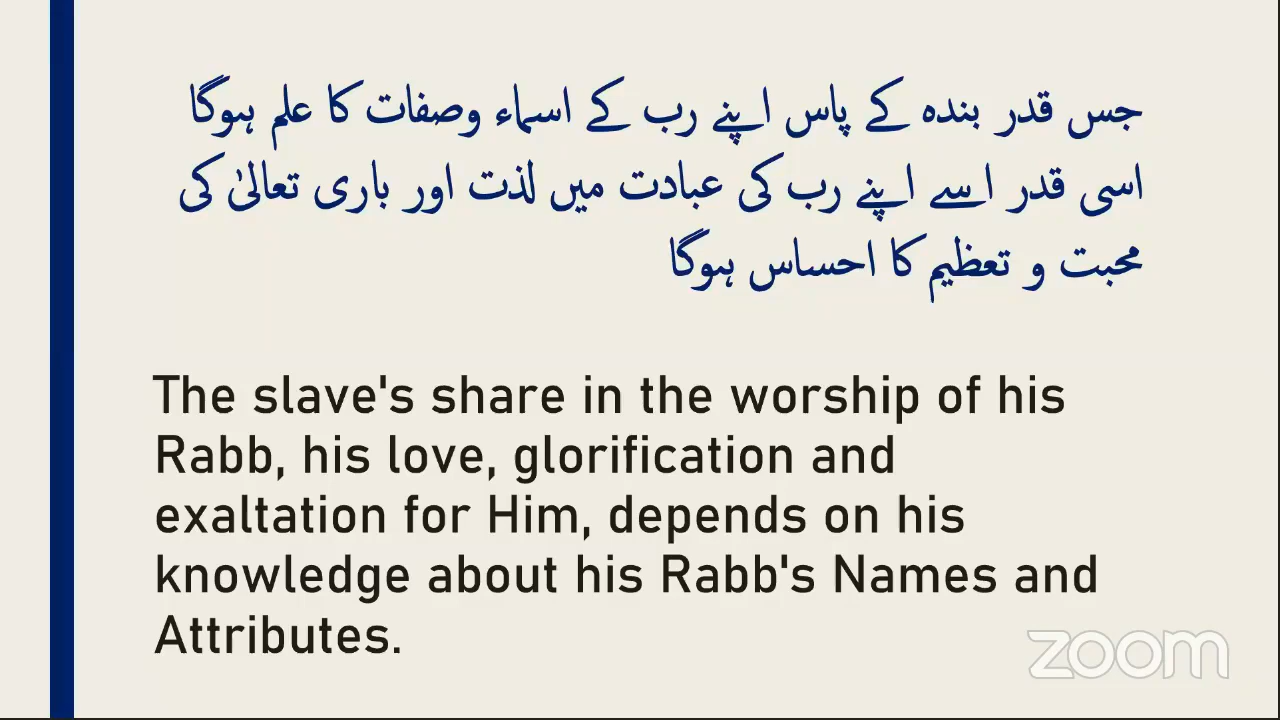 جس قدر بندہ کے پاس اپنے رب کے اسماء وصفات کا علم ہوگا
اسی قدر اسے اپنے رب کی عبادت میں لذت اور باری تعالیٰ کی
محبت و تعظیم کا احساس ہوگا
The slave's share in the worship of his
Rabb, his love, glorification and
exaltation for Him, depends on his
knowledge about his Rabb's Names and
Attributes.
zoom